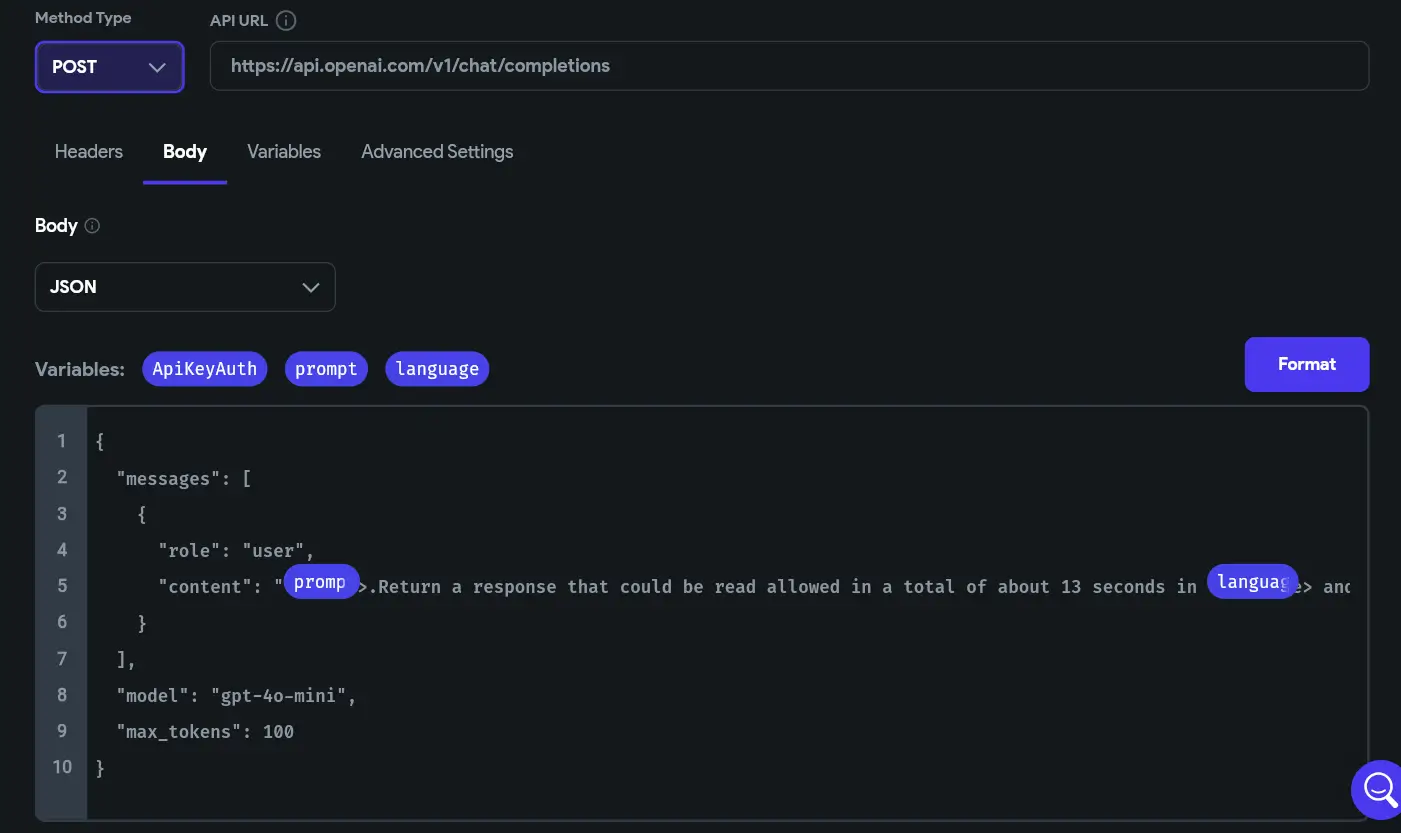 Method Type
API URL
POST
https://api.openai.com/v1/chat/completions
Headers Body Variables Advanced Settings
Body
JSON
Variables: ApiKeyAuth prompt language
Format
1 {
2 "messages": [
3 {
4 "role": "user",
5 "content": "promp>.Return a response that could be read allowed in a total of about 13 seconds in language> and
6 }
7 ],
8 "model": "gpt-4o-mini",
9 "max_tokens": 100
10 }